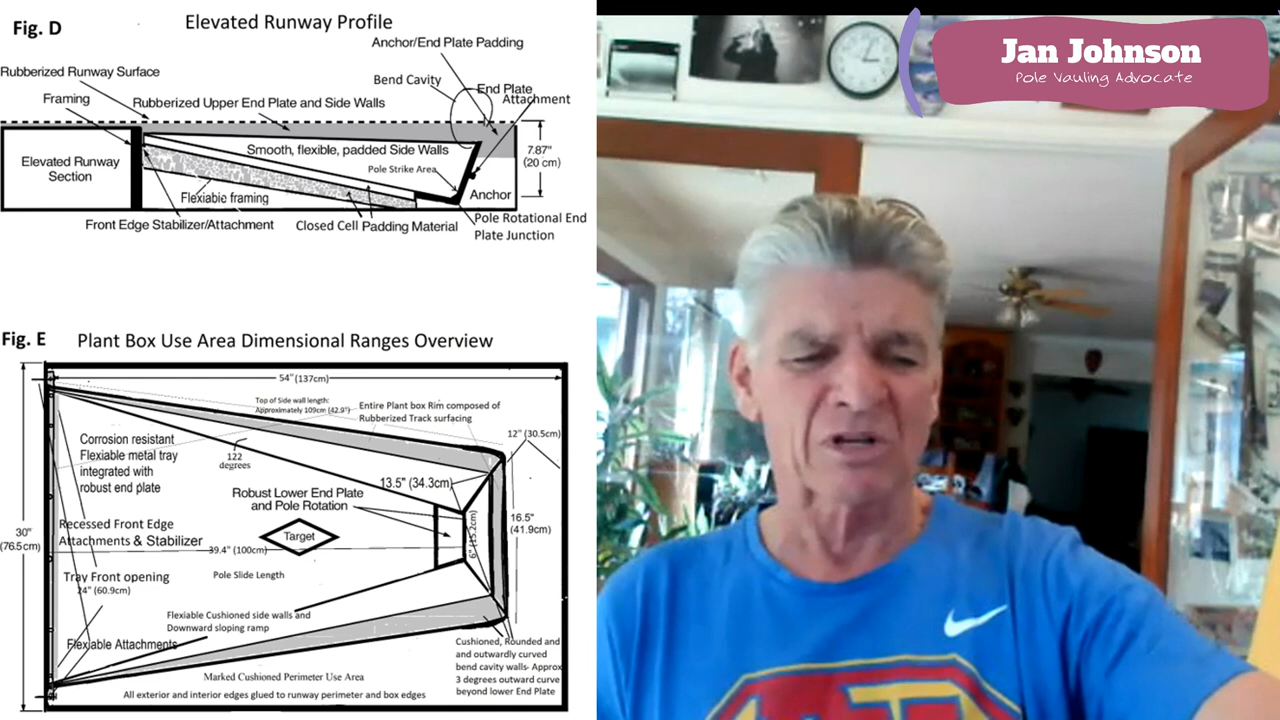 Fig. D
Elevated Runway Profile
Anchor/End Plate Padding
Rubberized Runway Surface
Bend Cavity
End Plate
Attachment
Framing
Rubberized Upper End Plate and Side Walls
Smooth, flexible, padded Side Walls
7.87"
(20 cm)
Elevated Runway
Section
Pole Strike Area
Flexiable framing
Anchor
Front Edge Stabilizer/Attachment
Closed Cell Padding Material
Pole Rotational End
Plate Junction
Fig. E
Plant Box Use Area Dimensional Ranges Overview
54" (137cm)
Top of Side wall length:
Approximately 109cm (42.9")
Entire Plant box Rim composed of
Rubberized Track surfacing
12" (30.5cm)
Corrosion resistant
Flexiable metal tray
integrated with
robust end plate
122
degrees
13.5" (34.3cm)
Robust Lower End Plate
and Pole Rotation
16.5"
(41.9cm)
6" (15.2cm)
30"
(76.5cm)
Recessed Front Edge
Attachments & Stabilizer
Target
39.4" (100cm)
Pole Slide Length
Tray Front opening
24" (60.9cm)
Flexiable Cushioned side walls and
Downward sloping ramp
Flexiable Attachments
Cushioned, Rounded and
and outwardly curved
bend cavity walls- Approx
3 degrees outward curve
beyond lower End Plate
Marked Cushioned Perimeter Use Area
All exterior and interior edges glued to runway perimeter and box edges
Jan Johnson
Pole Vauling Advocate